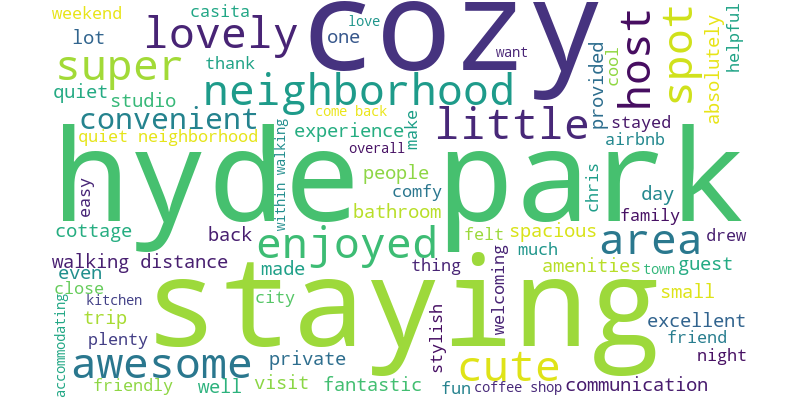 weekend casita cozy
lot lovely love one want
super thank
neighborhood
host spot
provided cool absolutely helpful
quiet studio
convenient
come back
little
stayed
quiet neighborhood
experience make
airbnb
overall
hyde park
within walking
easy
people
comfy
chris
day
bathroom
family
cottage back
enjoyed
felt spacious
area drew
much
walking distance
made
thing
welcoming
amenities town guest
even
close
staying
city
small
kitchen
accommodating
trip
plenty
stylish
excellent
friend
awesome private
cute
night
friendly well visit fantastic
fun coffee shop communication